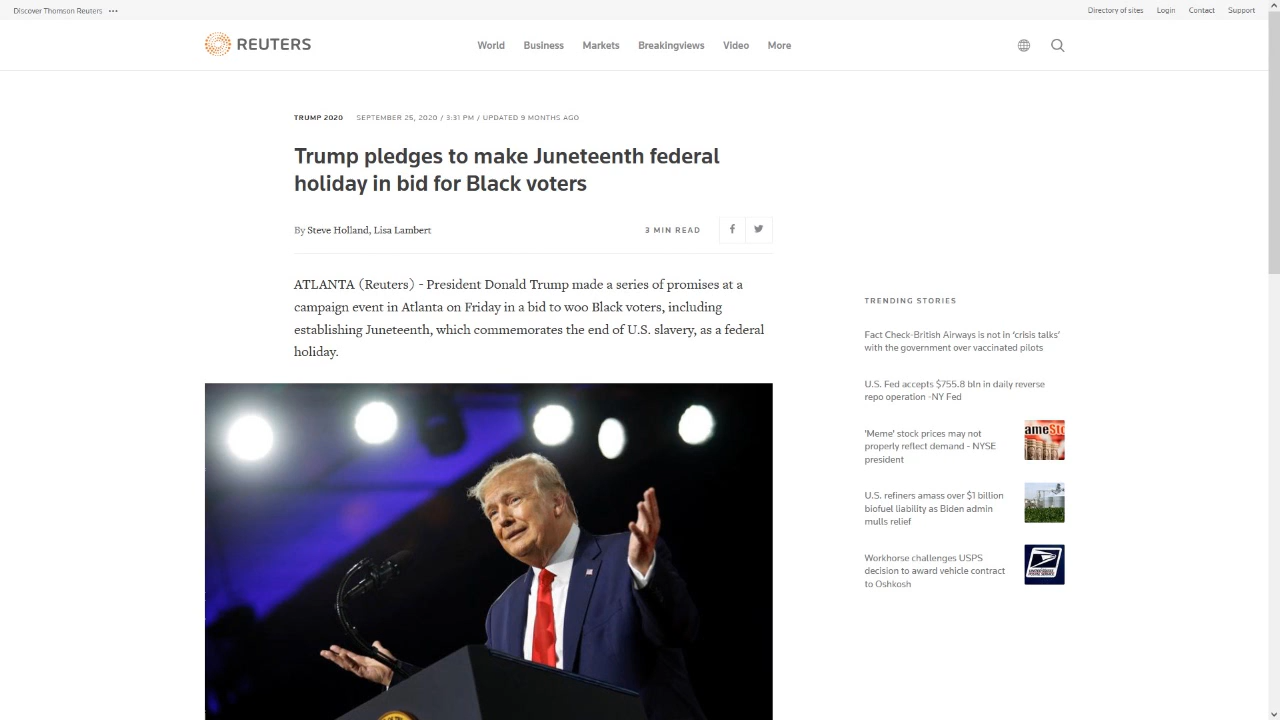 Discover Thomson Reuters
Directory of sites Login Contact Support
REUTERS
World Business Markets Breakingviews Video More
TRUMP 2020 SEPTEMBER 25, 2020 / 3:31 PM / UPDATED 9 MONTHS AGO
Trump pledges to make Juneteenth federal
holiday in bid for Black voters
By Steve Holland, Lisa Lambert
3 MIN READ
ATLANTA (Reuters) - President Donald Trump made a series of promises at a
campaign event in Atlanta on Friday in a bid to woo Black voters, including
establishing Juneteenth, which commemorates the end of U.S. slavery, as a federal
holiday.
TRENDING STORIES
Fact Check-British Airways is not in ‘crisis talks’
with the government over vaccinated pilots
U.S. Fed accepts $755.8 bln in daily reverse
repo operation -NY Fed
'Meme' stock prices may not
properly reflect demand - NYSE
president
ameSto
U.S. refiners amass over $1 billion
biofuel liability as Biden admin
mulls relief
Workhorse challenges USPS
decision to award vehicle contract
to Oshkosh